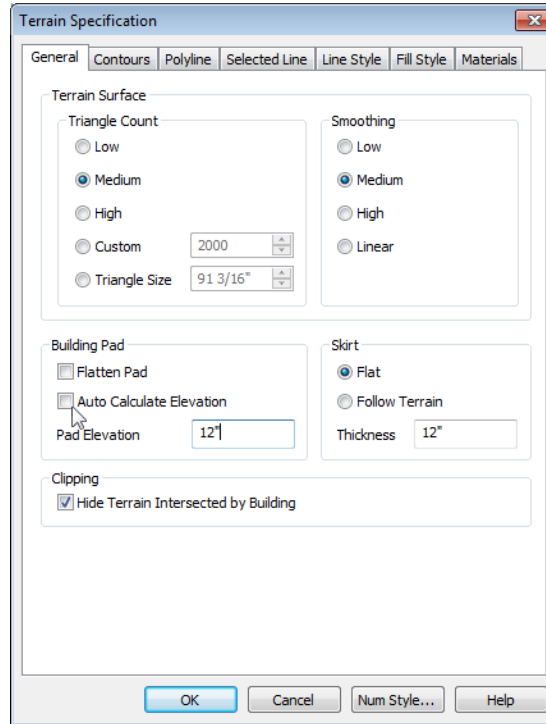 Terrain Specification
General Contours Polyline Selected Line Line Style Fill Style Materials
Terrain Surface
Triangle Count
Low
Medium
High
Custom 2000
Triangle Size 91 3/16"
Smoothing
Low
Medium
High
Linear
Building Pad
Flatten Pad
Auto Calculate Elevation
Pad Elevation 12"
Skirt
Flat
Follow Terrain
Thickness 12"
Clipping
Hide Terrain Intersected by Building
OK Cancel Num Style... Help